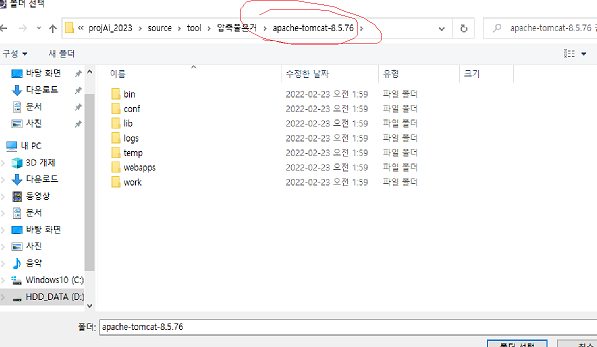 폴더 선택
« projAi_2023 › source › tool › 압축풀은거 › apache-tomcat-8.5.76 ›
apache-tomcat-8.5.76
구성 새 폴더
이름 수정한 날짜 유형 크기
바탕 화면
다운로드
문서
사진
내 PC
3D 개체
다운로드
동영상
문서
바탕 화면
사진
음악
Windows10 (C:)
HDD_DATA (D:)
bin 2022-02-23 오전 1:59 파일 폴더
conf 2022-02-23 오전 1:59 파일 폴더
lib 2022-02-23 오전 1:59 파일 폴더
logs 2022-02-23 오전 1:59 파일 폴더
temp 2022-02-23 오전 1:59 파일 폴더
webapps 2022-02-23 오전 1:59 파일 폴더
work 2022-02-23 오전 1:59 파일 폴더
폴더: apache-tomcat-8.5.76
폴더 선택 취소